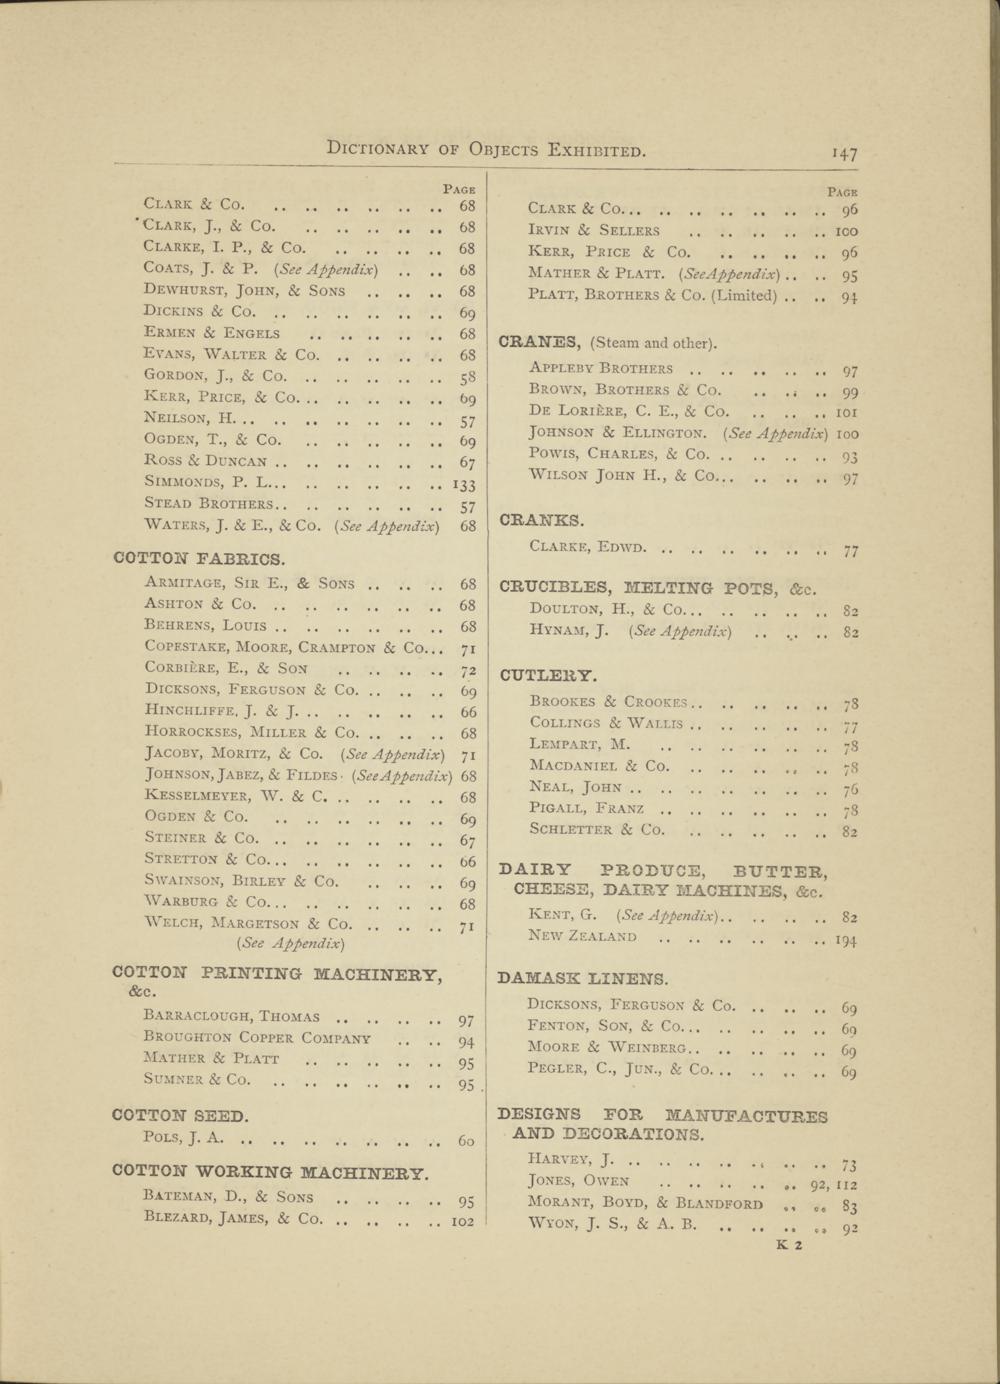 DICTIONARY OF OBJECTS EXHIBITED. 147
PAGE
CLARK & CO. .. .. .. .. .. .. 68
CLARK, J., & CO. .. .. .. .. .. 68
CLARKE, I. P., & CO. .. .. .. .. 68
COATS, J. & P. (See Appendix) .. .. 68
DEWHURST, JOHN, & SONS .. .. .. 68
DICKINS & CO. .. .. .. .. .. .. 69
ERMEN & ENGELS .. .. .. .. .. 68
EVANS, WALTER & CO. .. .. .. .. 68
GORDON, J., & CO. .. .. .. .. .. 58
KERR, PRICE, & CO. .. .. .. .. .. 69
NEILSON, H. .. .. .. .. .. .. .. 57
OGDEN, T., & CO. .. .. .. .. .. 69
ROSS & DUNCAN .. .. .. .. .. .. 67
SIMMONDS, P. L... .. .. .. .. .. 133
STEAD BROTHERS.. .. .. .. .. .. 57
WATERS, J. & E., & CO. (See Appendix) 68
COTTON FABRICS.
ARMITAGE, SIR E., & SONS .. .. .. 68
ASHTON & CO. .. .. .. .. .. .. 68
BEHRENS, LOUIS .. .. .. .. .. .. 68
COPESTAKE, MOORE, CRAMPTON & CO... 71
CORBIÈRE, E., & SON .. .. .. .. 72
DICKSONS, FERGUSON & CO. .. .. .. 69
HINCHLIFFE, J. & J. .. .. .. .. .. 66
HORROCKSES, MILLER & CO. .. .. .. 68
JACOBY, MORITZ, & CO. (See Appendix) 71
JOHNSON, JABEZ, & FILDES (See Appendix) 68
KESSELMEYER, W. & C. .. .. .. .. 68
OGDEN & CO. .. .. .. .. .. .. 69
STEINER & CO. .. .. .. .. .. .. 67
STRETTON & CO... .. .. .. .. .. 66
SWAINSON, BIRLEY & CO. .. .. .. 69
WARBURG & CO... .. .. .. .. .. 68
WELCH, MARGETSON & CO. .. .. .. 71
(See Appendix)
COTTON PRINTING MACHINERY,
&c.
BARRACLOUGH, THOMAS .. .. .. .. 97
BROUGHTON COPPER COMPANY .. .. 94
MATHER & PLATT .. .. .. .. .. 95
SUMNER & CO. .. .. .. .. .. .. 95
COTTON SEED.
POLS, J. A. .. .. .. .. .. .. .. 60
COTTON WORKING MACHINERY.
BATEMAN, D., & SONS .. .. .. .. 95
BLEZARD, JAMES, & CO. .. .. .. .. 102
PAGE
CLARK & CO... .. .. .. .. .. .. 96
IRVIN & SELLERS .. .. .. .. .. 100
KERR, PRICE & CO. .. .. .. .. 96
MATHER & PLATT. (See Appendix) .. .. 95
PLATT, BROTHERS & CO. (Limited) .. .. 94
CRANES, (Steam and other).
APPLEBY BROTHERS .. .. .. .. .. 97
BROWN, BROTHERS & CO. .. .. .. 99
DE LORIÈRE, C. E., & CO. .. .. .. 101
JOHNSON & ELLINGTON. (See Appendix) 100
POWIS, CHARLES, & CO. .. .. .. .. 93
WILSON JOHN H., & CO... .. .. .. 97
CRANKS.
CLARKE, EDWD. .. .. .. .. .. .. 77
CRUCIBLES, MELTING POTS, &c.
DOULTON, H., & CO... .. .. .. .. 82
HYNAM, J. (See Appendix) .. .. .. 82
CUTLERY.
BROOKES & CROOKES.. .. .. .. .. 78
COLLINGS & WALLIS .. .. .. .. .. 77
LEMPART, M. .. .. .. .. .. .. 78
MACDANIEL & CO. .. .. .. .. .. 78
NEAL, JOHN .. .. .. .. .. .. .. 76
PIGALL, FRANZ .. .. .. .. .. .. 78
SCHLETTER & CO. .. .. .. .. .. 82
DAIRY PRODUCE, BUTTER,
CHEESE, DAIRY MACHINES, &c.
KENT, G. (See Appendix).. .. .. .. 82
NEW ZEALAND .. .. .. .. .. .. 194
DAMASK LINENS.
DICKSONS, FERGUSON & CO. .. .. .. 69
FENTON, SON, & CO... .. .. .. .. 69
MOORE & WEINBERG.. .. .. .. .. 69
PEGLER, C., JUN., & CO. .. .. .. .. 69
DESIGNS FOR MANUFACTURES
AND DECORATIONS.
HARVEY, J. .. .. .. .. .. .. .. 73
JONES, OWEN .. .. .. .. .. 92, 112
MORANT, BOYD, & BLANDFORD .. .. 83
WYON, J. S., & A. B. .. .. .. .. 92
K 2